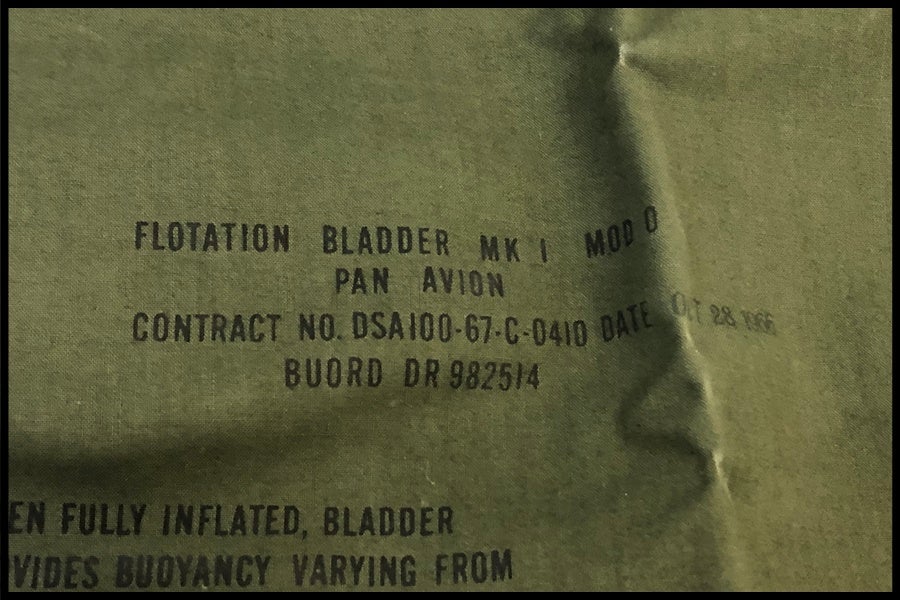 FLOTATION BLADDER MK I MOD 0
PAN AVION
CONTRACT NO. DSA100-67-C-0410 DATE OCT 28 1966
BUORD DR 982514
EN FULLY INFLATED, BLADDER
VIDES BUOYANCY VARYING FROM